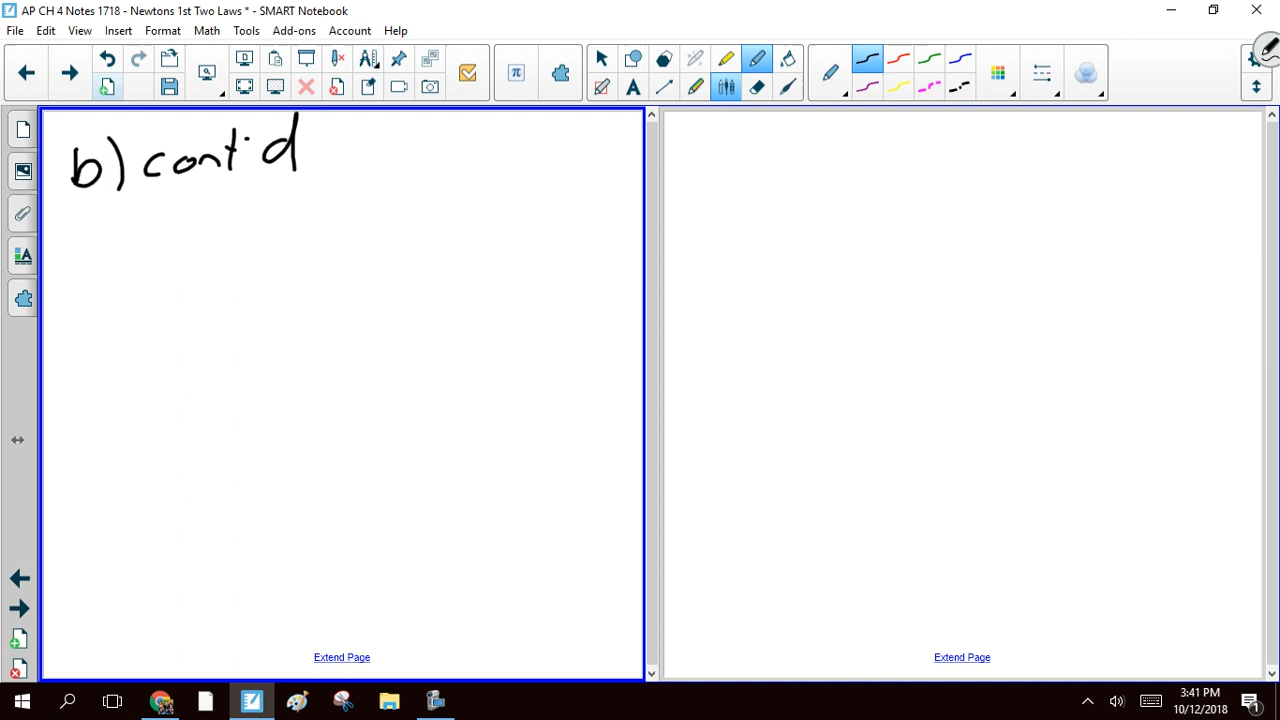 AP CH 4 Notes 1718 - Newtons 1st Two Laws * - SMART Notebook
File Edit View Insert Format Math Tools Add-ons Account Help
b) cont'd
Extend Page
Extend Page
3:41 PM
10/12/2018